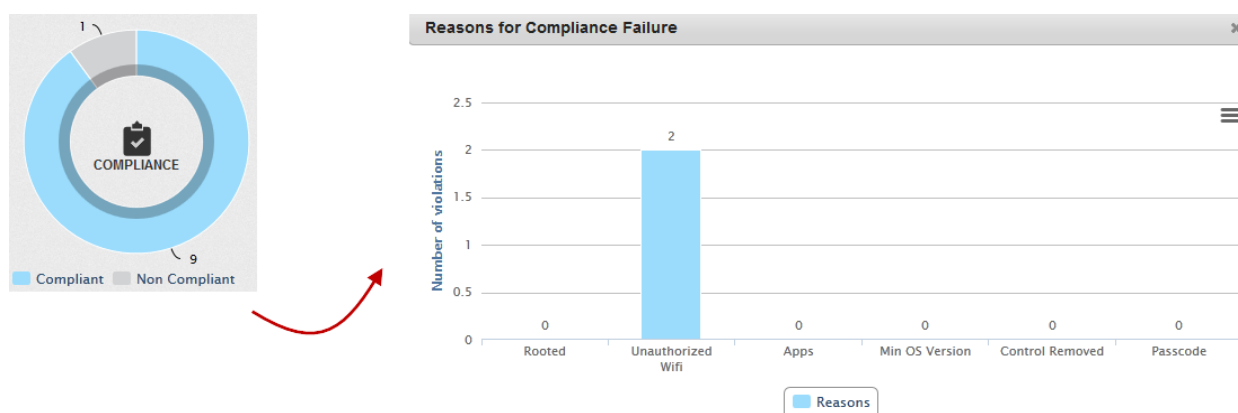 1
COMPLIANCE
9
Compliant Non Compliant
Reasons for Compliance Failure
Number of violations
2.5
2
1.5
1
0.5
0
0 2 0 0 0 0
Rooted Unauthorized Wifi Apps Min OS Version Control Removed Passcode
Reasons